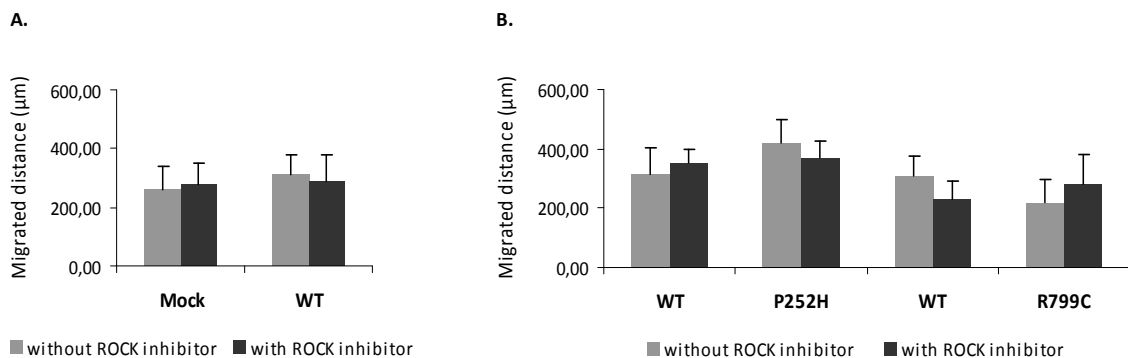 A.
Migrated distance (µm)
600,00
400,00
200,00
0,00
Mock WT
without ROCK inhibitor with ROCK inhibitor
B.
Migrated distance (µm)
600,00
400,00
200,00
0,00
WT P252H WT R799C
without ROCK inhibitor with ROCK inhibitor